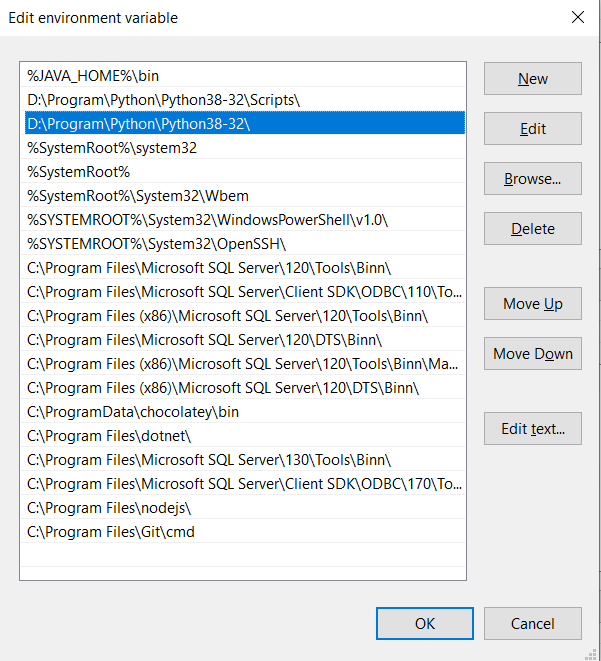 Edit environment variable
%JAVA_HOME%\bin
D:\Program\Python\Python38-32\Scripts\
D:\Program\Python\Python38-32\
%SystemRoot%\system32
%SystemRoot%
%SystemRoot%\System32\Wbem
%SYSTEMROOT%\System32\WindowsPowerShell\v1.0\
%SYSTEMROOT%\System32\OpenSSH\
C:\Program Files\Microsoft SQL Server\120\Tools\Binn\
C:\Program Files\Microsoft SQL Server\Client SDK\ODBC\110\To...
C:\Program Files (x86)\Microsoft SQL Server\120\Tools\Binn\
C:\Program Files\Microsoft SQL Server\120\DTS\Binn\
C:\Program Files (x86)\Microsoft SQL Server\120\Tools\Binn\Ma...
C:\Program Files (x86)\Microsoft SQL Server\120\DTS\Binn\
C:\ProgramData\chocolatey\bin
C:\Program Files\dotnet\
C:\Program Files\Microsoft SQL Server\130\Tools\Binn\
C:\Program Files\Microsoft SQL Server\Client SDK\ODBC\170\To...
C:\Program Files\nodejs\
C:\Program Files\Git\cmd
New
Edit
Browse...
Delete
Move Up
Move Down
Edit text...
OK
Cancel